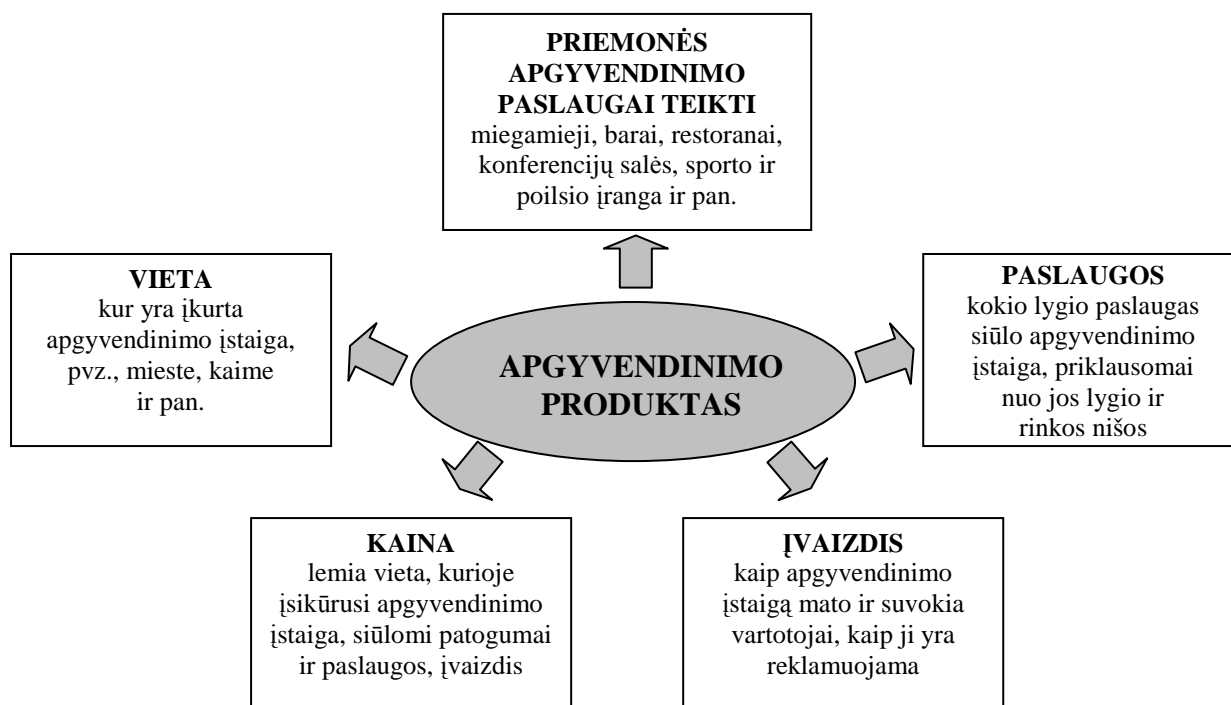 PRIEMONĖS
APGYVENDINIMO
PASLAUGAI TEIKTI
miegamieji, barai, restoranai,
konferencijų salės, sporto ir
poilsio įranga ir pan.
VIETA
kur yra įkurta
apgyvendinimo įstaiga,
pvz., mieste, kaime
ir pan.
APGYVENDINIMO
PRODUKTAS
PASLAUGOS
kokio lygio paslaugas
siūlo apgyvendinimo
įstaiga, priklausomai
nuo jos lygio ir
rinkos nišos
KAINA
lemia vieta, kurioje
įsikūrusi apgyvendinimo
įstaiga, siūlomi patogumai
ir paslaugos, įvaizdis
ĮVAIZDIS
kaip apgyvendinimo
įstaigą mato ir suvokia
vartotojai, kaip ji yra
reklamuojama